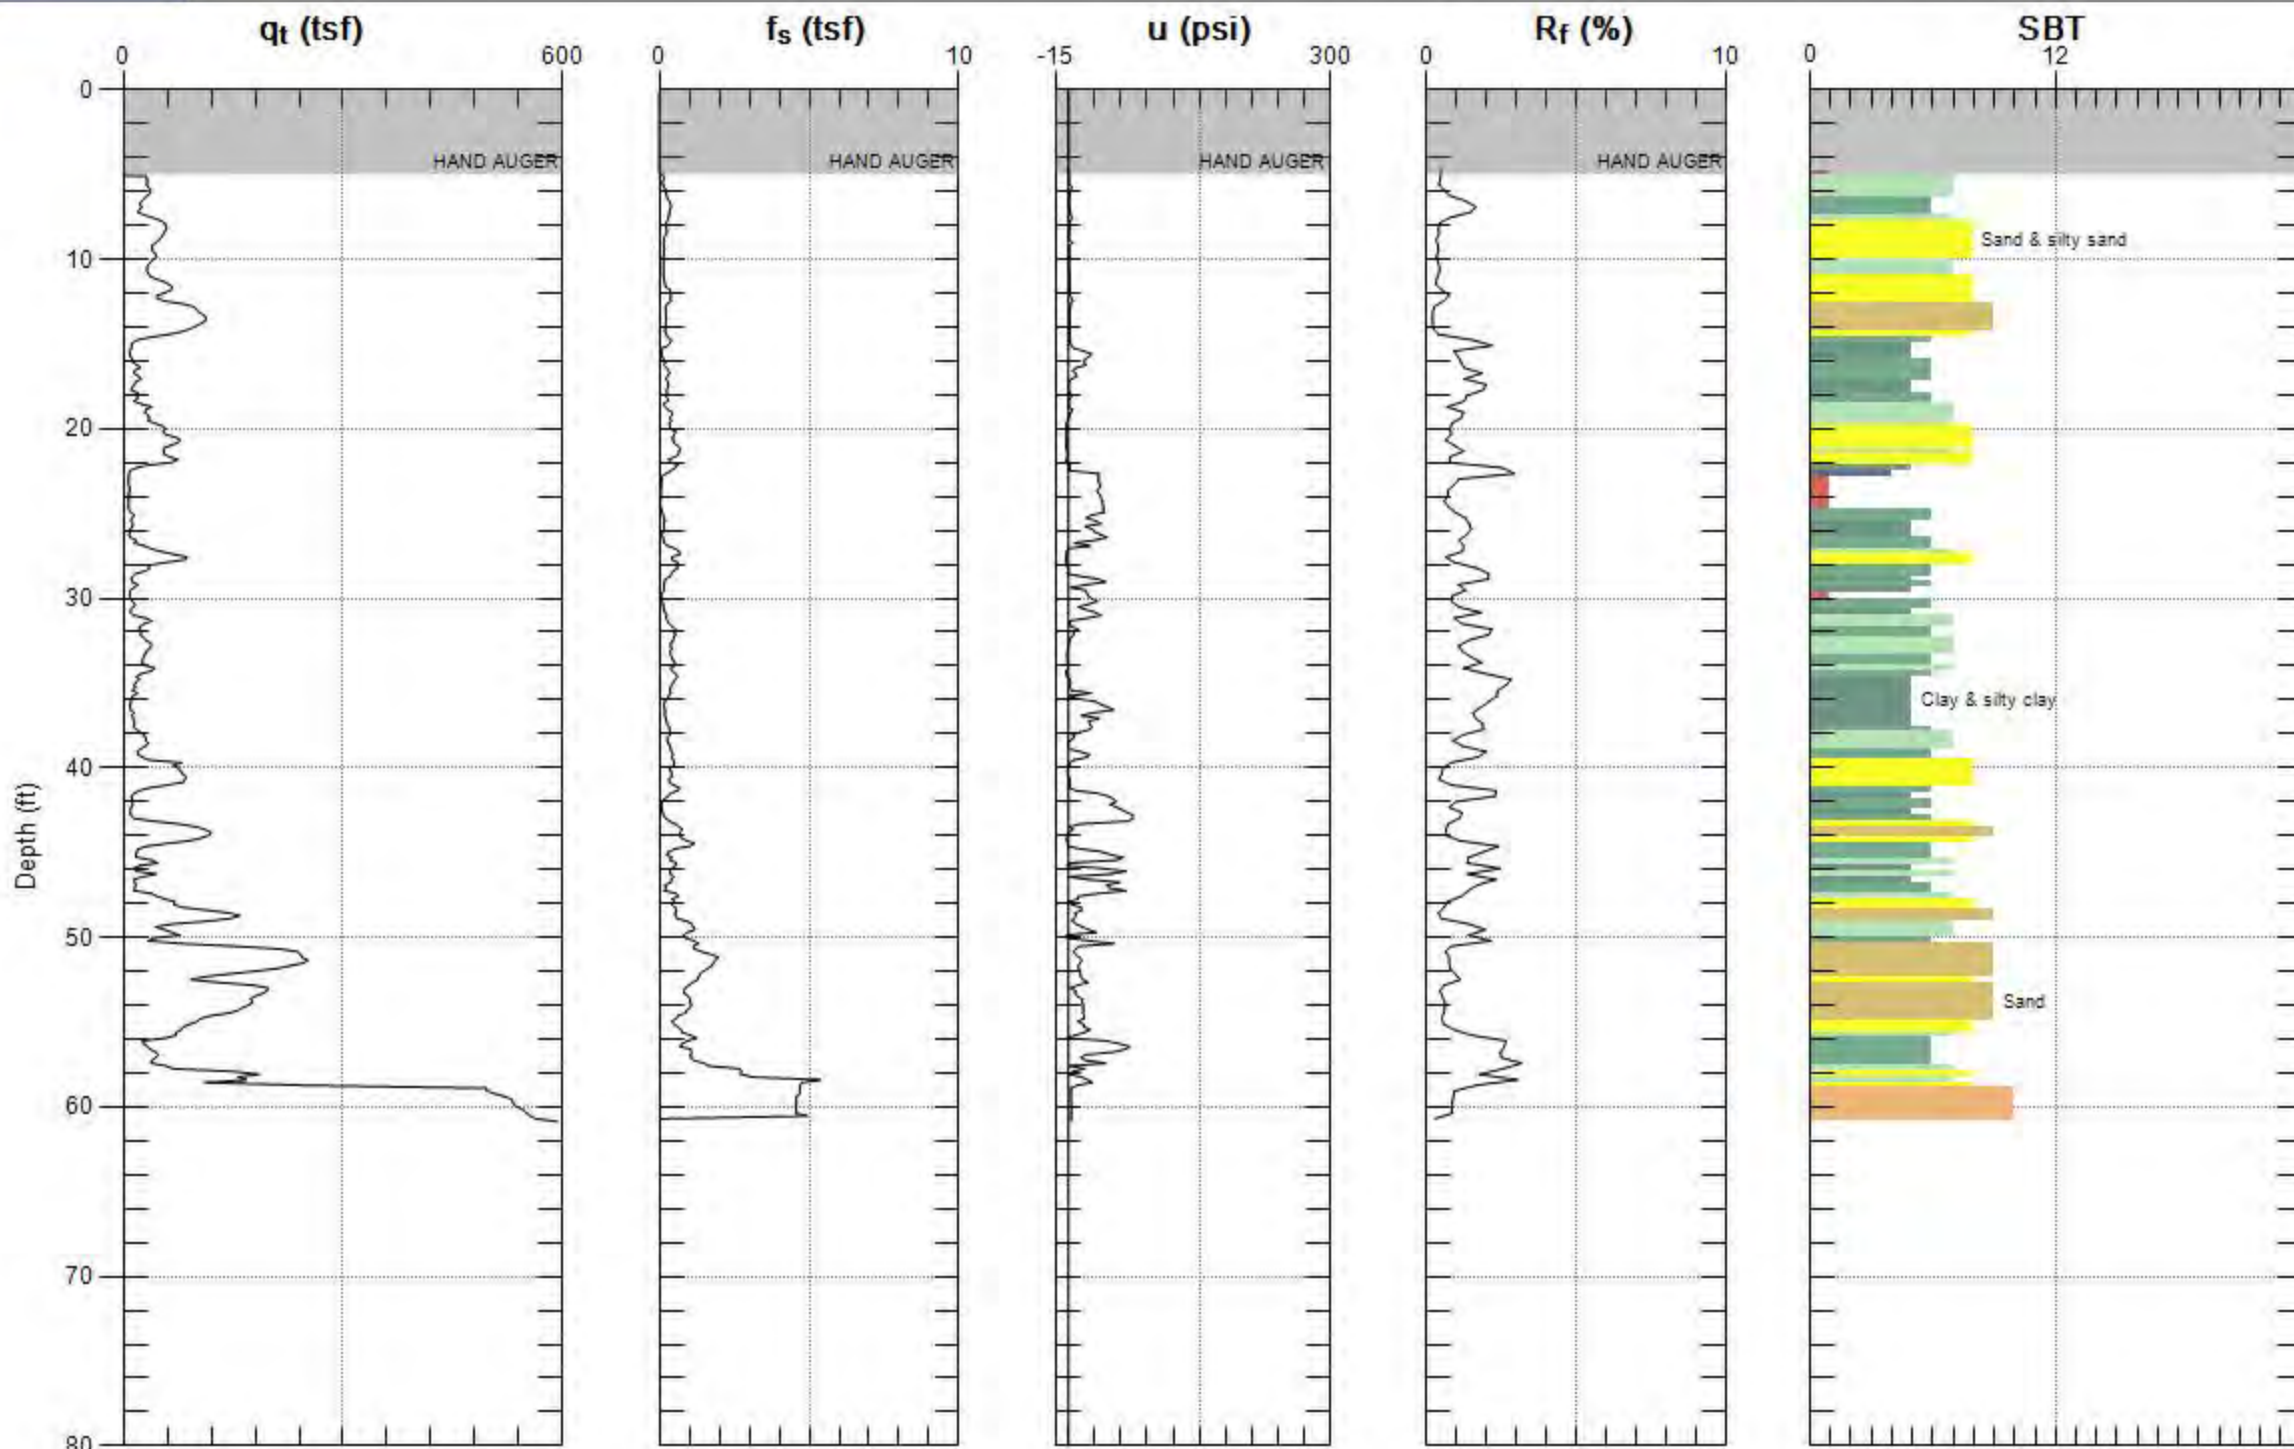 qt (tsf) fs (tsf) u (psi) Rf (%) SBT
0 600 0 10 -15 300 0 10 0 12
0
HAND AUGER HAND AUGER HAND AUGER HAND AUGER
Sand & silty sand
10
20
30
Clay & silty clay
40
Depth (ft)
50
Sand
60
70
80